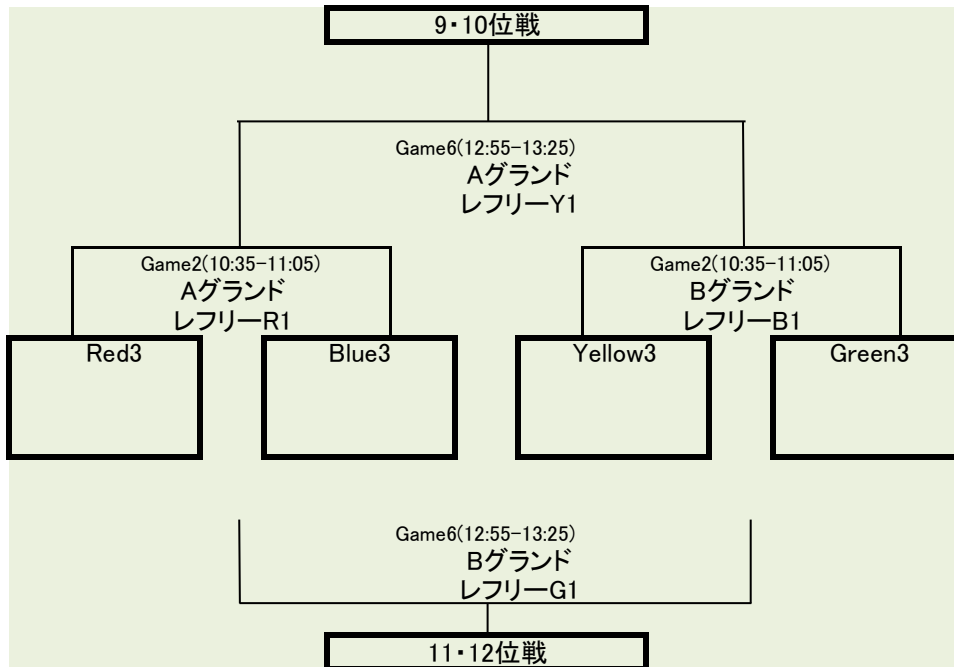 9・10位戦
Game6(12:55-13:25)
Aグランド
レフリーY1
Game2(10:35-11:05)
Aグランド
レフリーR1
Game2(10:35-11:05)
Bグランド
レフリーB1
Red3
Blue3
Yellow3
Green3
Game6(12:55-13:25)
Bグランド
レフリーG1
11・12位戦